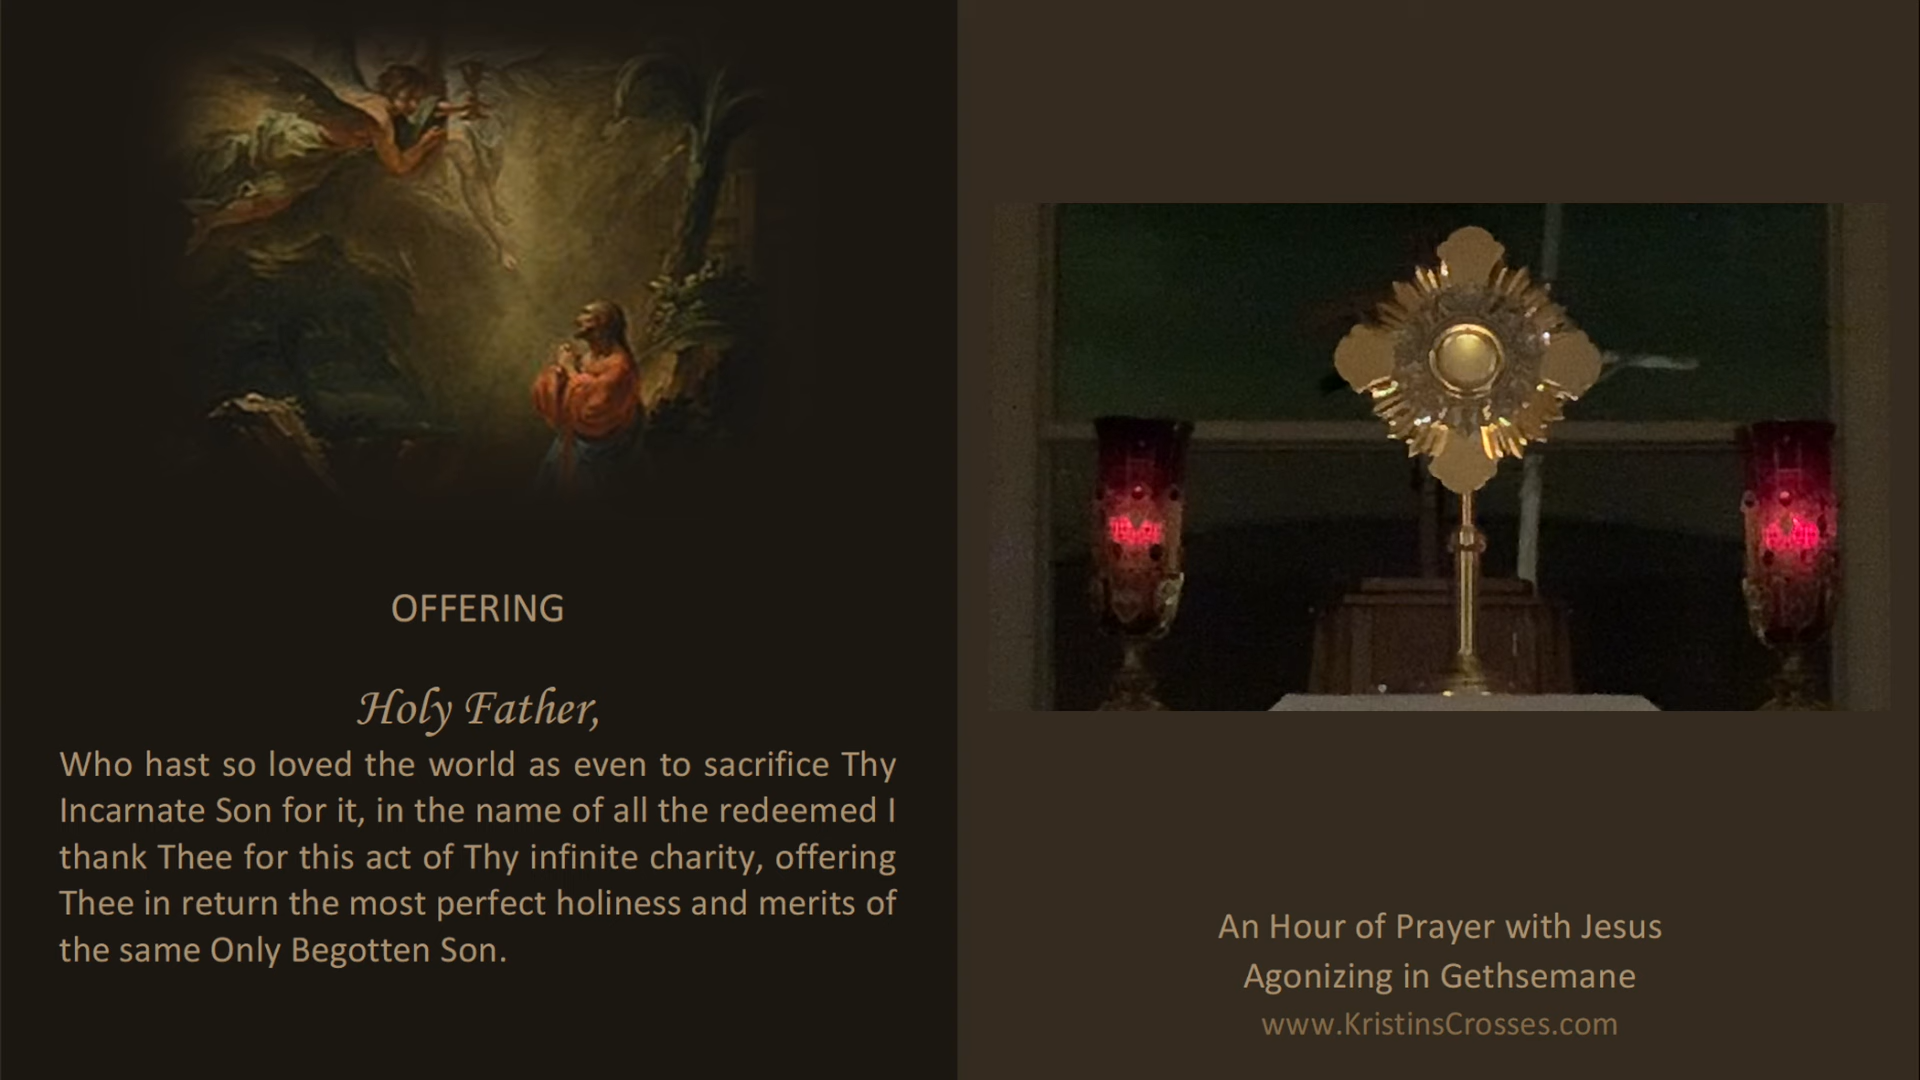 OFFERING
Holy Father,
Who hast so loved the world as even to sacrifice Thy
Incarnate Son for it, in the name of all the redeemed I
thank Thee for this act of Thy infinite charity, offering
Thee in return the most perfect holiness and merits of
the same Only Begotten Son.
An Hour of Prayer with Jesus
Agonizing in Gethsemane
www.KristinsCrosses.com